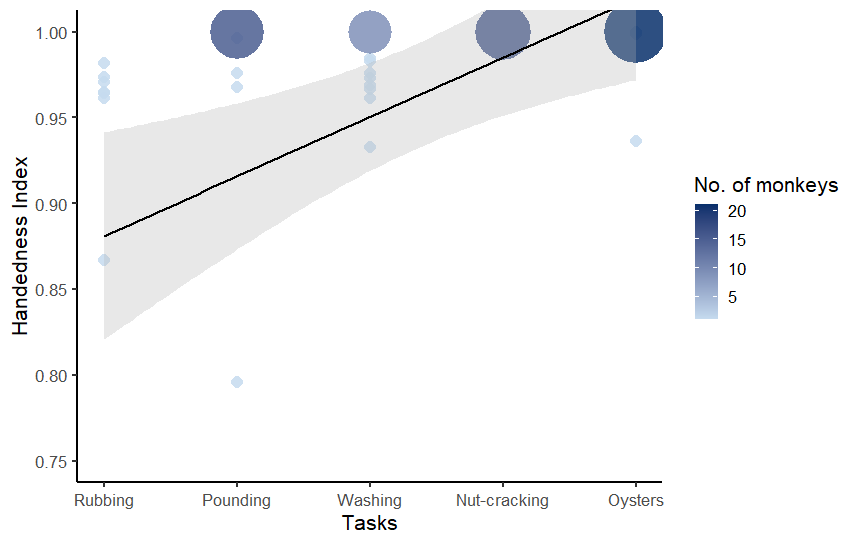 1.00
0.95
0.90
0.85
0.80
0.75
Handedness Index
Rubbing Pounding Washing Nut-cracking Oysters
Tasks
No. of monkeys
20
15
10
5